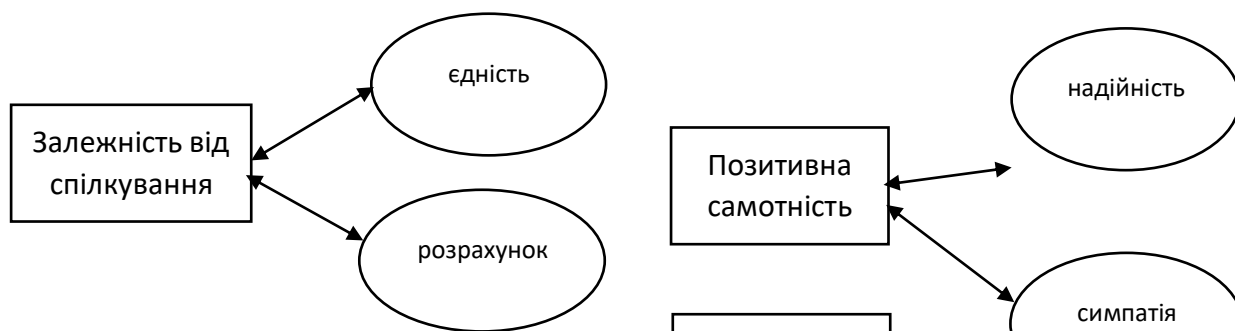 єдність
Залежність від
спілкування
розрахунок
надійність
Позитивна
самотність
симпатія